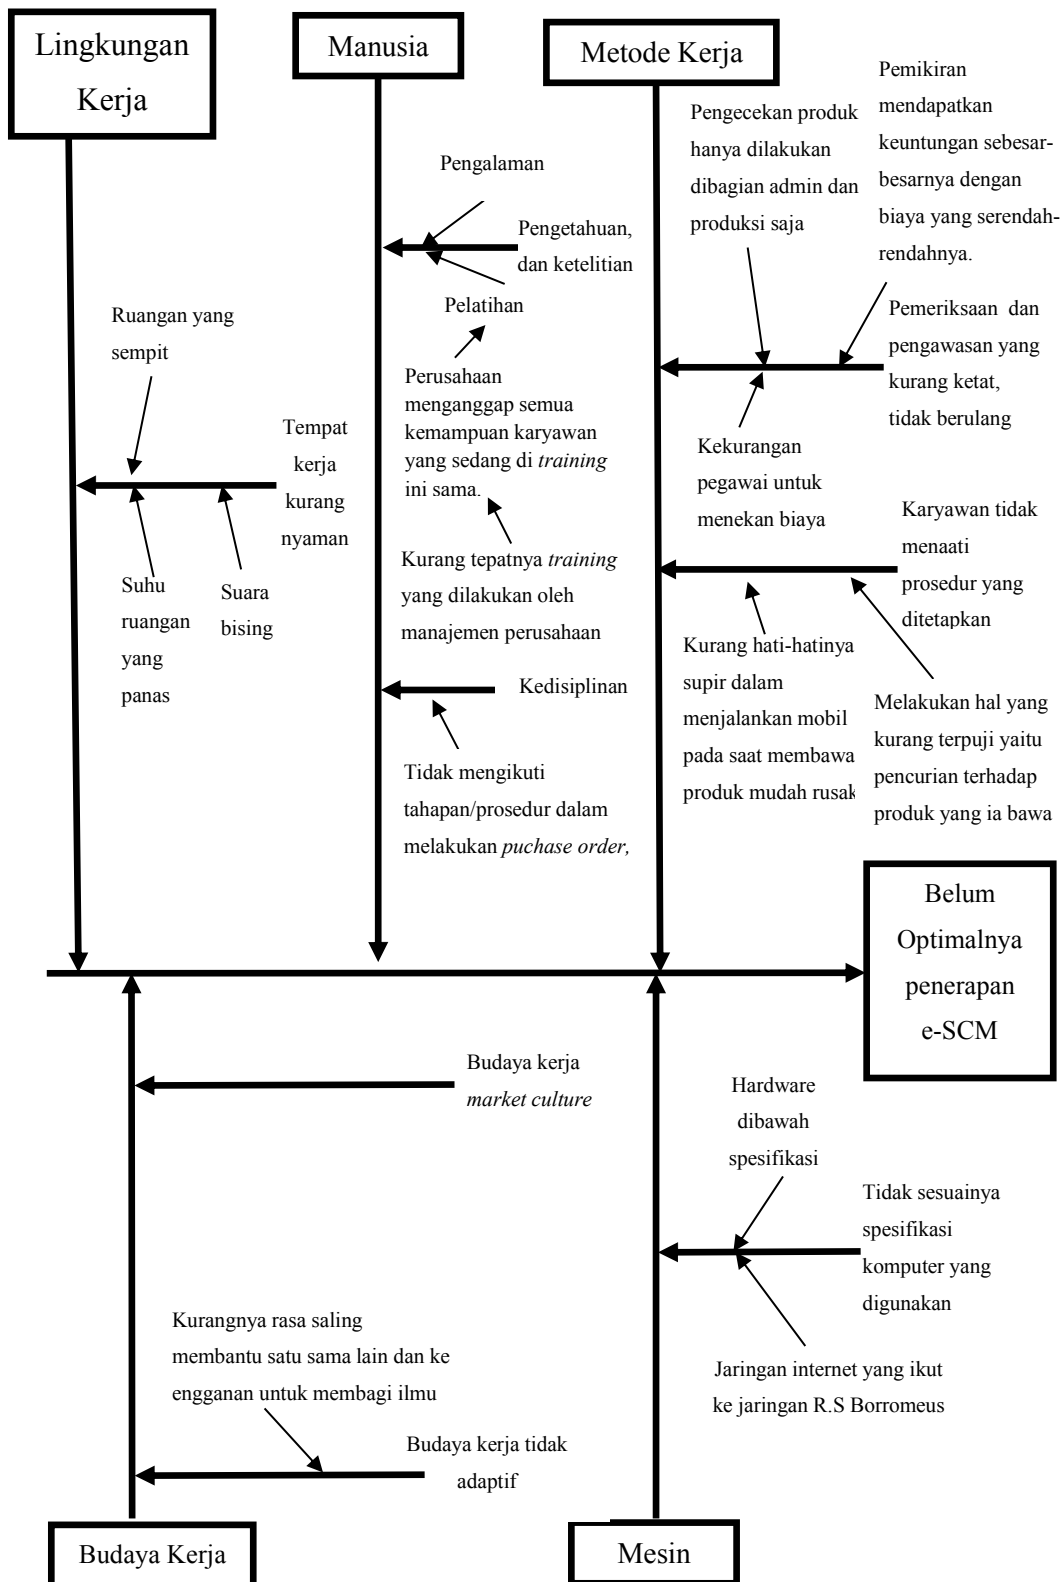 Lingkungan
Kerja
Manusia
Metode Kerja
Pemikiran
mendapatkan
keuntungan sebesar-
besarnya dengan
biaya yang serendah-
rendahnya.
Pengecekan produk
hanya dilakukan
dibagian admin dan
produksi saja
Pengalaman
Pengetahuan,
dan ketelitian
Pelatihan
Ruangan yang
sempit
Pemeriksaan dan
pengawasan yang
kurang ketat,
tidak berulang
Perusahaan
menganggap semua
kemampuan karyawan
yang sedang di training
ini sama.
Tempat
kerja
kurang
nyaman
Kekurangan
pegawai untuk
menekan biaya
Karyawan tidak
menaati
prosedur yang
ditetapkan
Suhu
ruangan
yang
panas
Suara
bising
Kurang tepatnya training
yang dilakukan oleh
manajemen perusahaan
Kurang hati-hatinya
supir dalam
menjalankan mobil
pada saat membawa
produk mudah rusak
Kedisiplinan
Melakukan hal yang
kurang terpuji yaitu
pencurian terhadap
produk yang ia bawa
Tidak mengikuti
tahapan/prosedur dalam
melakukan puchase order,
Belum
Optimalnya
penerapan
e-SCM
Budaya kerja
market culture
Hardware
dibawah
spesifikasi
Tidak sesuainya
spesifikasi
komputer yang
digunakan
Kurangnya rasa saling
membantu satu sama lain dan ke
engganan untuk membagi ilmu
Jaringan internet yang ikut
ke jaringan R.S Borromeus
Budaya kerja tidak
adaptif
Budaya Kerja
Mesin